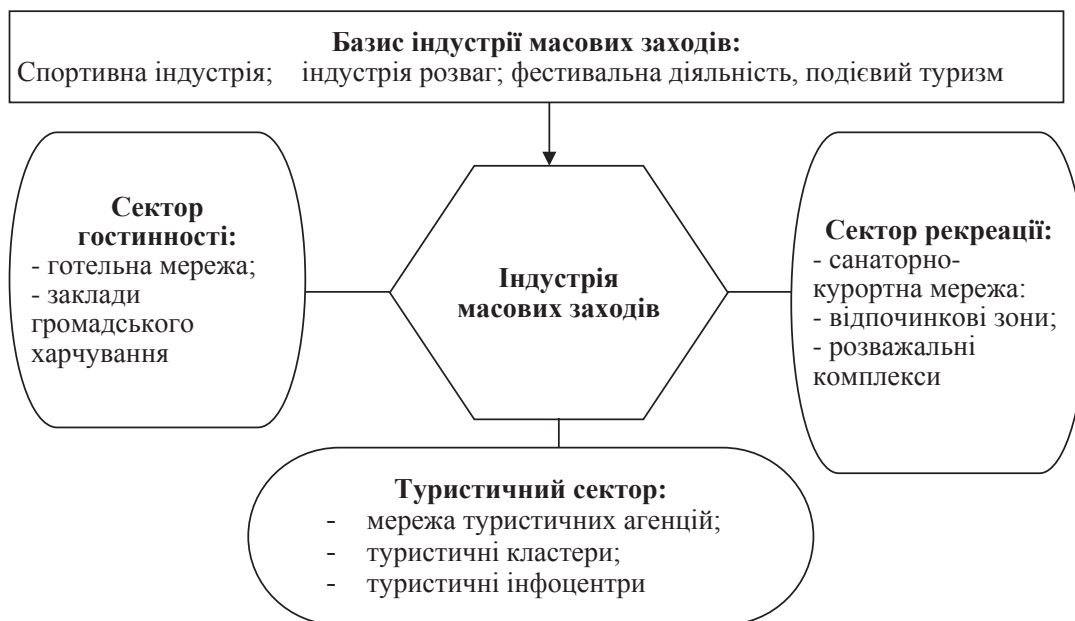 Базис індустрії масових заходів:
Спортивна індустрія; індустрія розваг; фестивальна діяльність, подієвий туризм
Сектор
гостинності:
- готельна мережа;
- заклади
громадського
харчування
Індустрія
масових заходів
Сектор рекреації:
- санаторно-
курортна мережа:
- відпочинкові зони;
- розважальні
комплекси
Туристичний сектор:
- мережа туристичних агенцій;
- туристичні кластери;
- туристичні інфоцентри